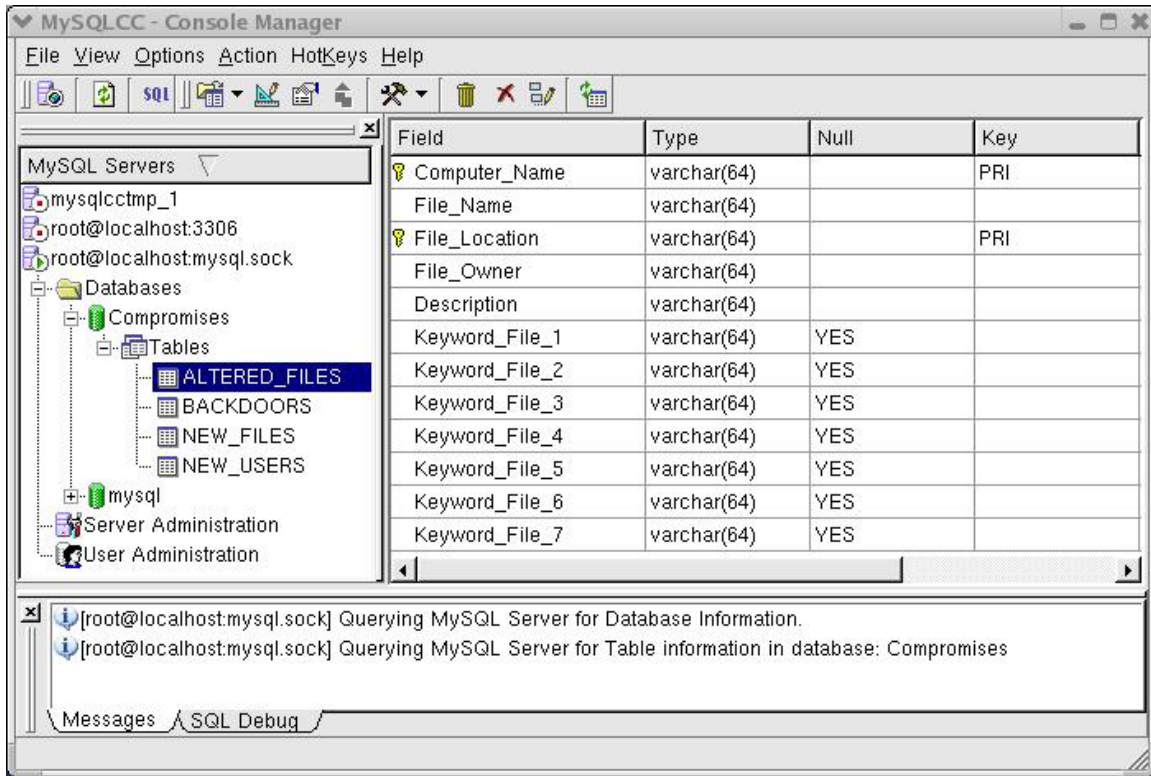 MySQLCC - Console Manager
File View Options Action HotKeys Help
SQL
MySQL Servers
mysqlcctmp_1
root@localhost:3306
root@localhost:mysql.sock
Databases
Compromises
Tables
ALTERED_FILES
BACKDOORS
NEW_FILES
NEW_USERS
mysql
Server Administration
User Administration
Field Type Null Key
Computer_Name varchar(64) PRI
File_Name varchar(64)
File_Location varchar(64) PRI
File_Owner varchar(64)
Description varchar(64)
Keyword_File_1 varchar(64) YES
Keyword_File_2 varchar(64) YES
Keyword_File_3 varchar(64) YES
Keyword_File_4 varchar(64) YES
Keyword_File_5 varchar(64) YES
Keyword_File_6 varchar(64) YES
Keyword_File_7 varchar(64) YES
[root@localhost:mysql.sock] Querying MySQL Server for Database Information.
[root@localhost:mysql.sock] Querying MySQL Server for Table information in database: Compromises
Messages SQL Debug